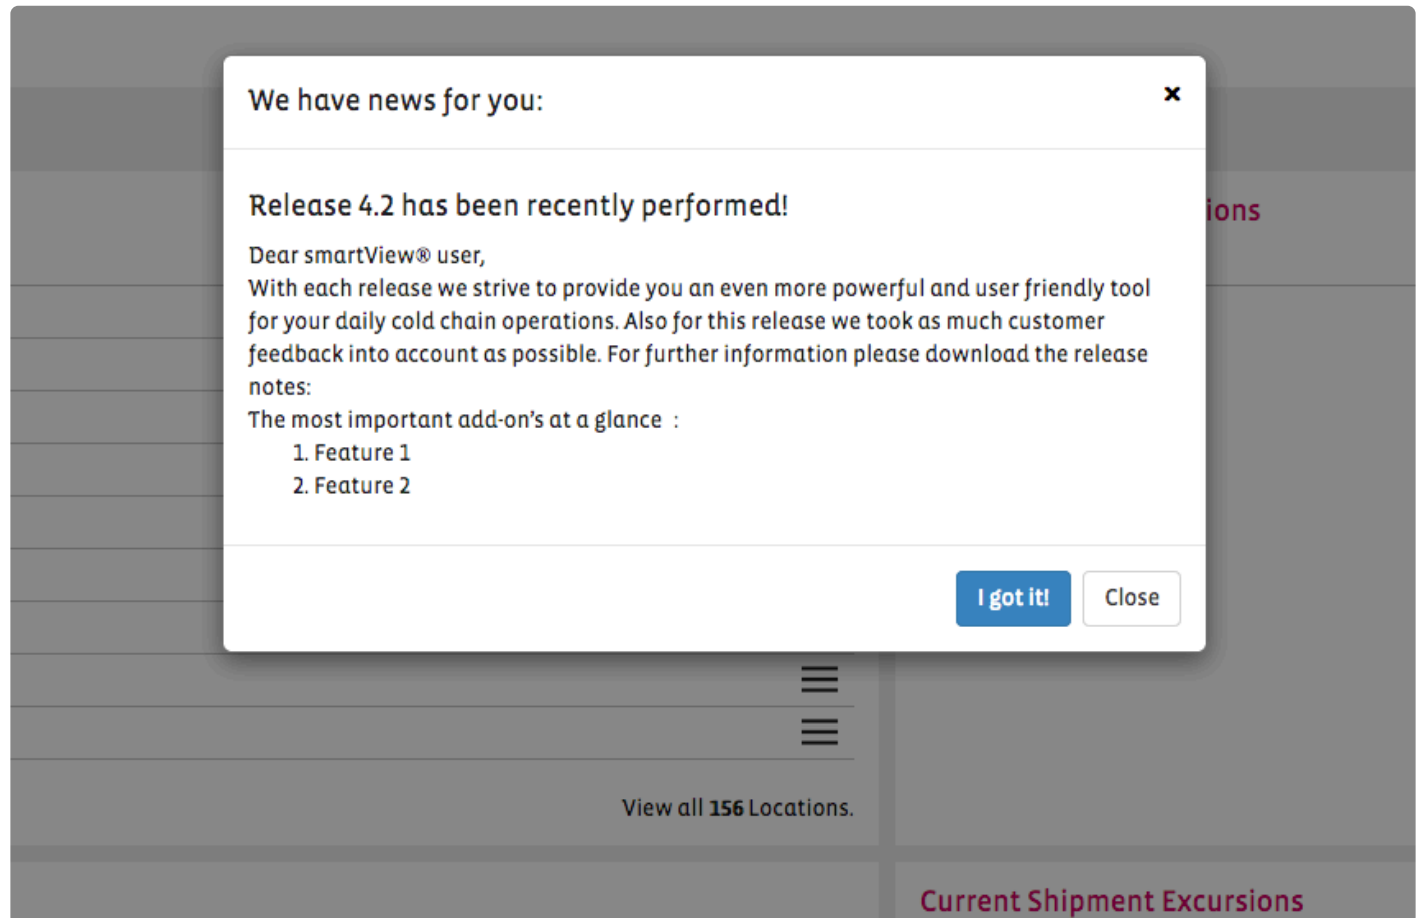 We have news for you:
Release 4.2 has been recently performed!
ions
Dear smartView® user,
With each release we strive to provide you an even more powerful and user friendly tool
for your daily cold chain operations. Also for this release we took as much customer
feedback into account as possible. For further information please download the release
notes:
The most important add-on’s at a glance :
1. Feature 1
2. Feature 2
I got it!
Close
View all 156 Locations.
Current Shipment Excursions